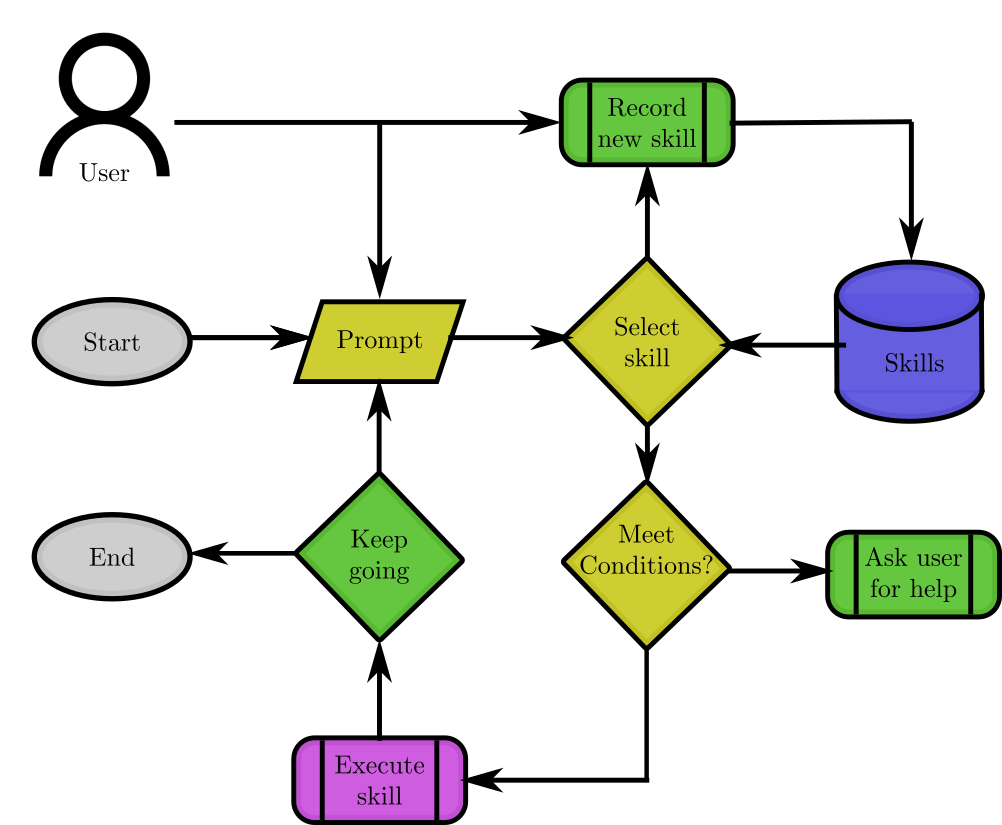 Record
new skill
User
Start
Prompt
Select
skill
Skills
End
Keep
going
Meet
Conditions?
Ask user
for help
Execute
skill